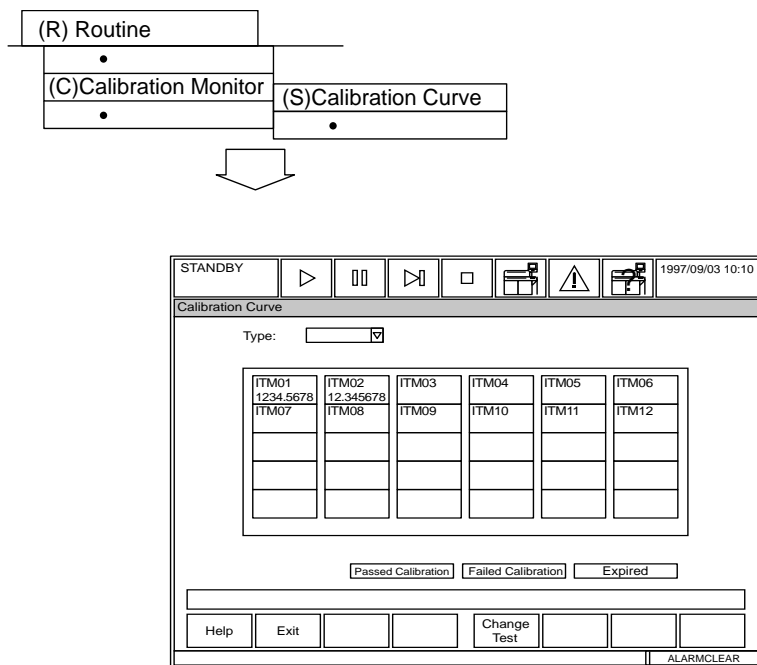 (R) Routine
•
(C)Calibration Monitor
•
(S)Calibration Curve
•
STANDBY
1997/09/03 10:10
Calibration Curve
Type:
ITM01 ITM02 ITM03 ITM04 ITM05 ITM06
1234.5678 12.345678
ITM07 ITM08 ITM09 ITM10 ITM11 ITM12
Passed Calibration Failed Calibration Expired
Help Exit Change Test
ALARMCLEAR